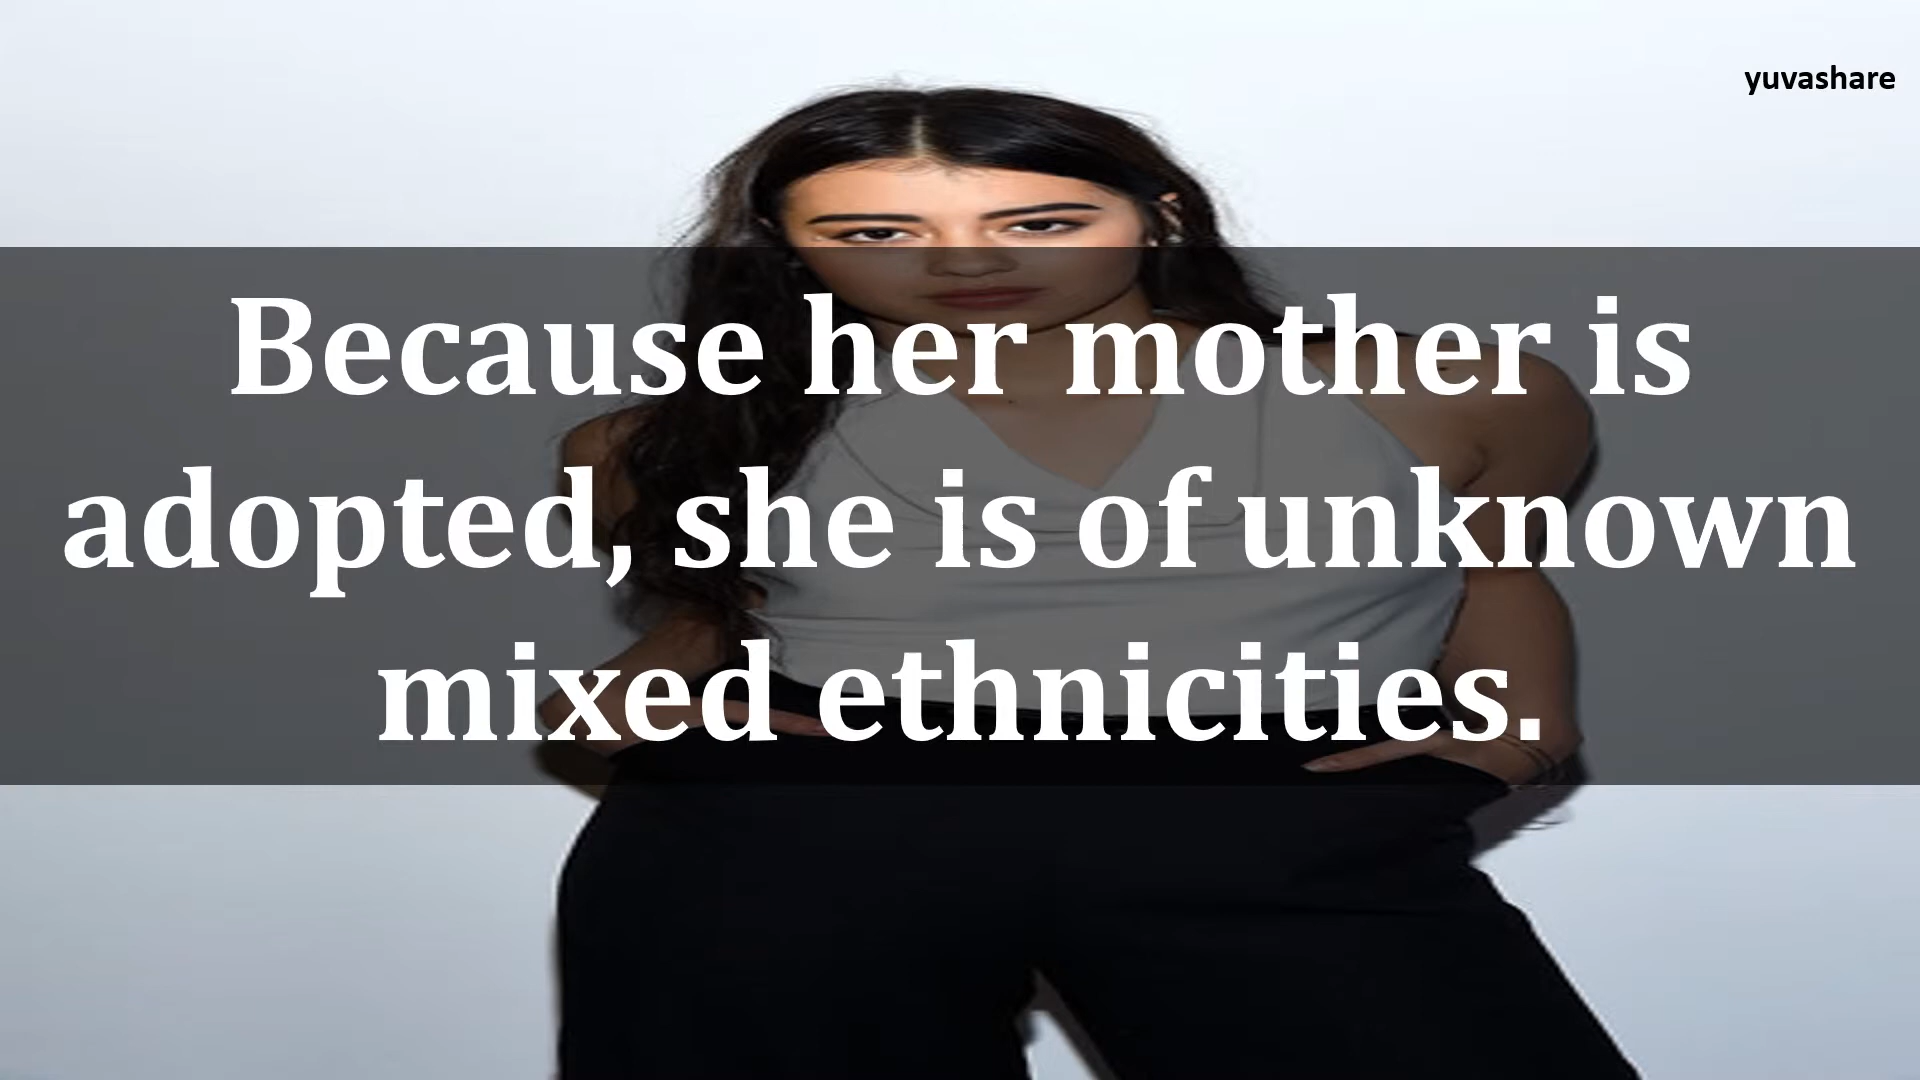 yuvashare
Because her mother is
adopted, she is of unknown
mixed ethnicities.